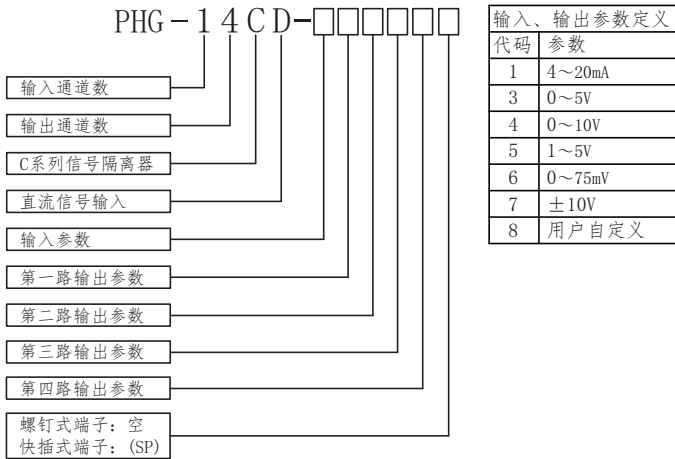 PHG-14CD-□□□□□□
输入通道数
输出通道数
C系列信号隔离器
直流信号输入
输入参数
第一路输出参数
第二路输出参数
第三路输出参数
第四路输出参数
螺钉式端子：空
快插式端子：(SP)
输入、输出参数定义
代码 参数
1 4～20mA
3 0～5V
4 0～10V
5 1～5V
6 0～75mV
7 ±10V
8 用户自定义